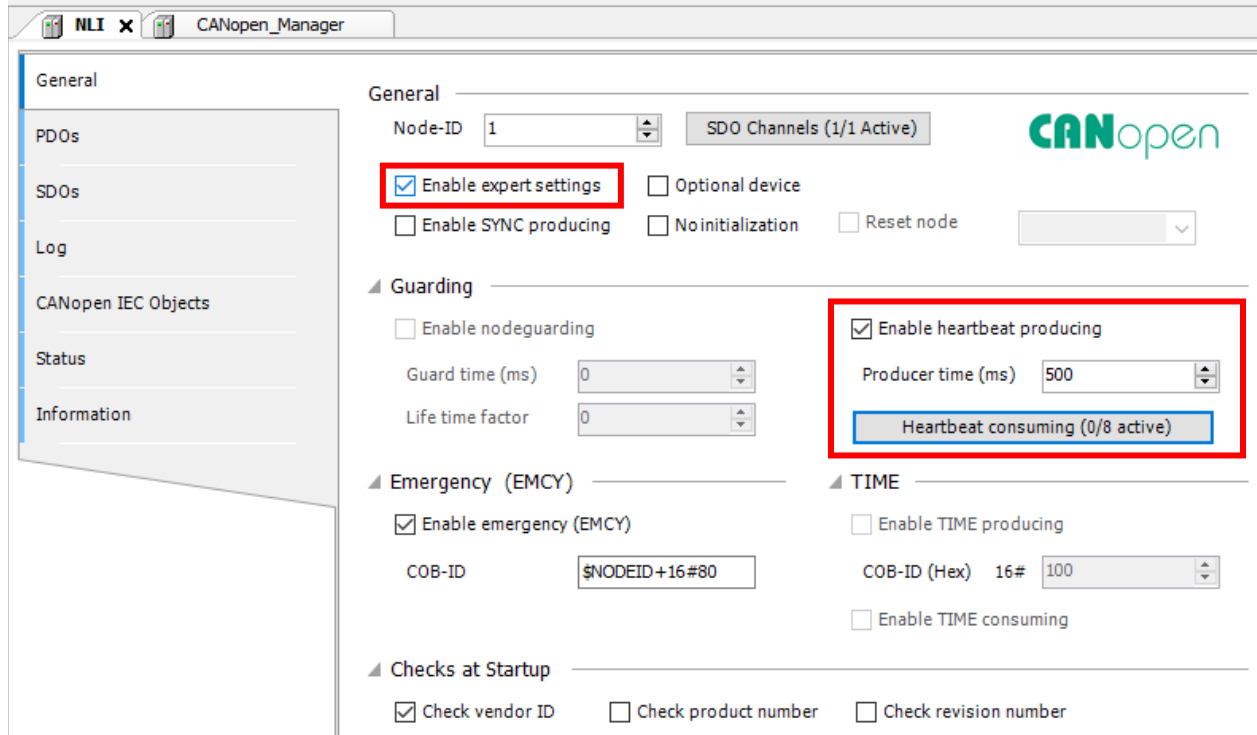 NLI
CANopen_Manager
General
PDOs
SDOs
Log
CANopen IEC Objects
Status
Information
General
Node-ID 1 SDO Channels (1/1 Active)
CANopen
Enable expert settings Optional device
Enable SYNC producing No initialization Reset node
Guarding
Enable nodeguarding
Guard time (ms) 0
Life time factor 0
Enable heartbeat producing
Producer time (ms) 500
Heartbeat consuming (0/8 active)
Emergency (EMCY)
Enable emergency (EMCY)
COB-ID $NODEID+16#80
TIME
Enable TIME producing
COB-ID (Hex) 16# 100
Enable TIME consuming
Checks at Startup
Check vendor ID Check product number Check revision number